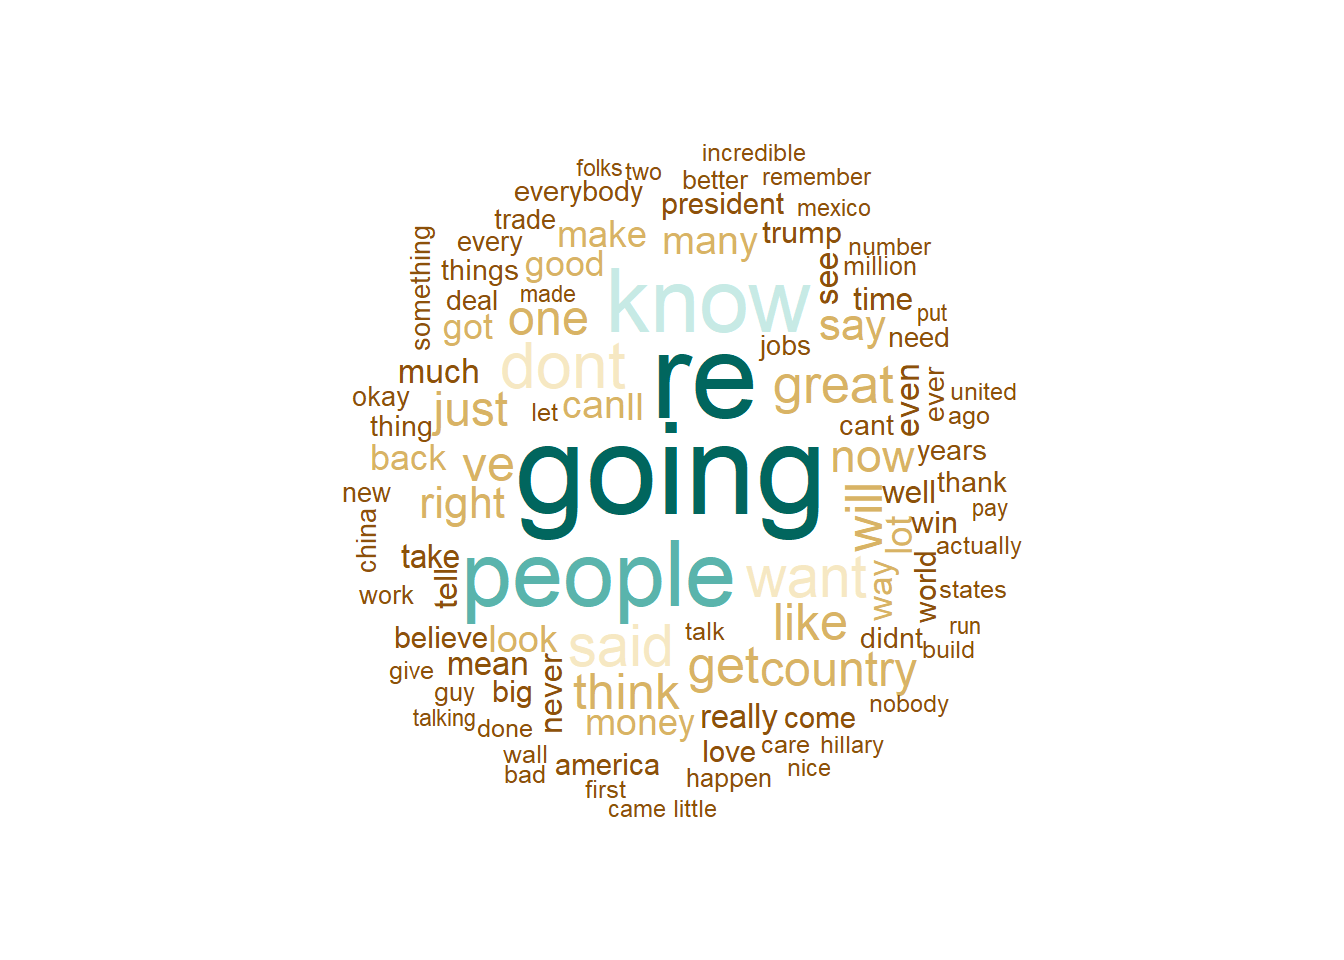 incredible
folks
two
better
remember
everybody
president
mexico
trade
make
many
trump
every
number
something
good
see
things
million
know
deal
made
time
got
one
put
say
need
jobs
dont
re
much
great
even
ever
united
okay
just
let
can
ll
ago
thing
cant
back
ve
going
now
years
new
right
will
well
thank
lot
win
pay
china
take
people
actually
tell
want
way
world
states
work
like
run
believe
look
said
talk
didnt
build
give
mean
never
get
country
guy
big
think
nobody
talking
done
money
really
come
wall
love
care
hillary
bad
america
happen
nice
first
came
little